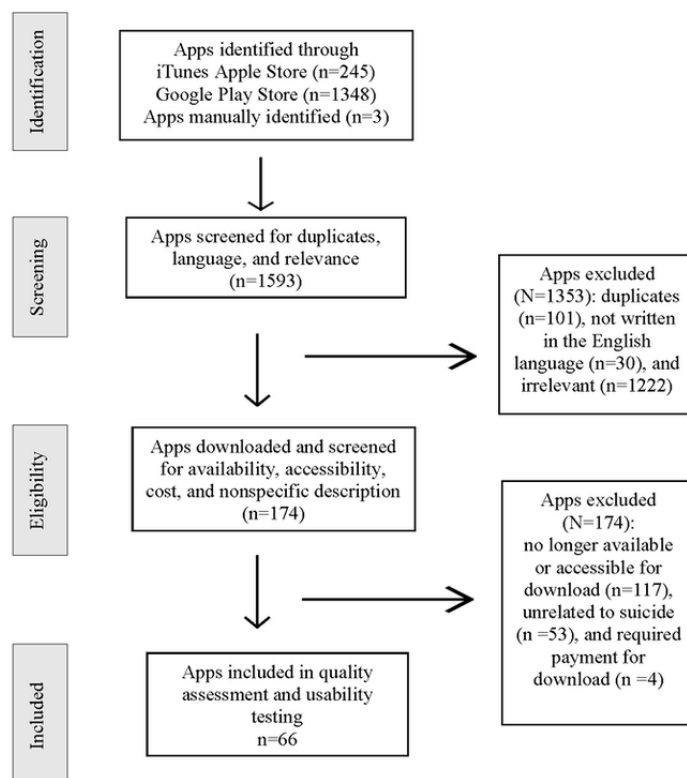 Identification
Apps identified through
iTunes Apple Store (n=245)
Google Play Store (n=1348)
Apps manually identified (n=3)
Screening
Apps screened for duplicates,
language, and relevance
(n=1593)
Apps excluded
(N=1353): duplicates
(n=101), not written
in the English
language (n=30), and
irrelevant (n=1222)
Eligibility
Apps downloaded and screened
for availability, accessibility,
cost, and nonspecific description
(n=174)
Apps excluded
(N=174):
no longer available
or accessible for
download (n=117),
unrelated to suicide
(n =53), and required
payment for
download (n =4)
Included
Apps included in quality
assessment and usability
testing
n=66